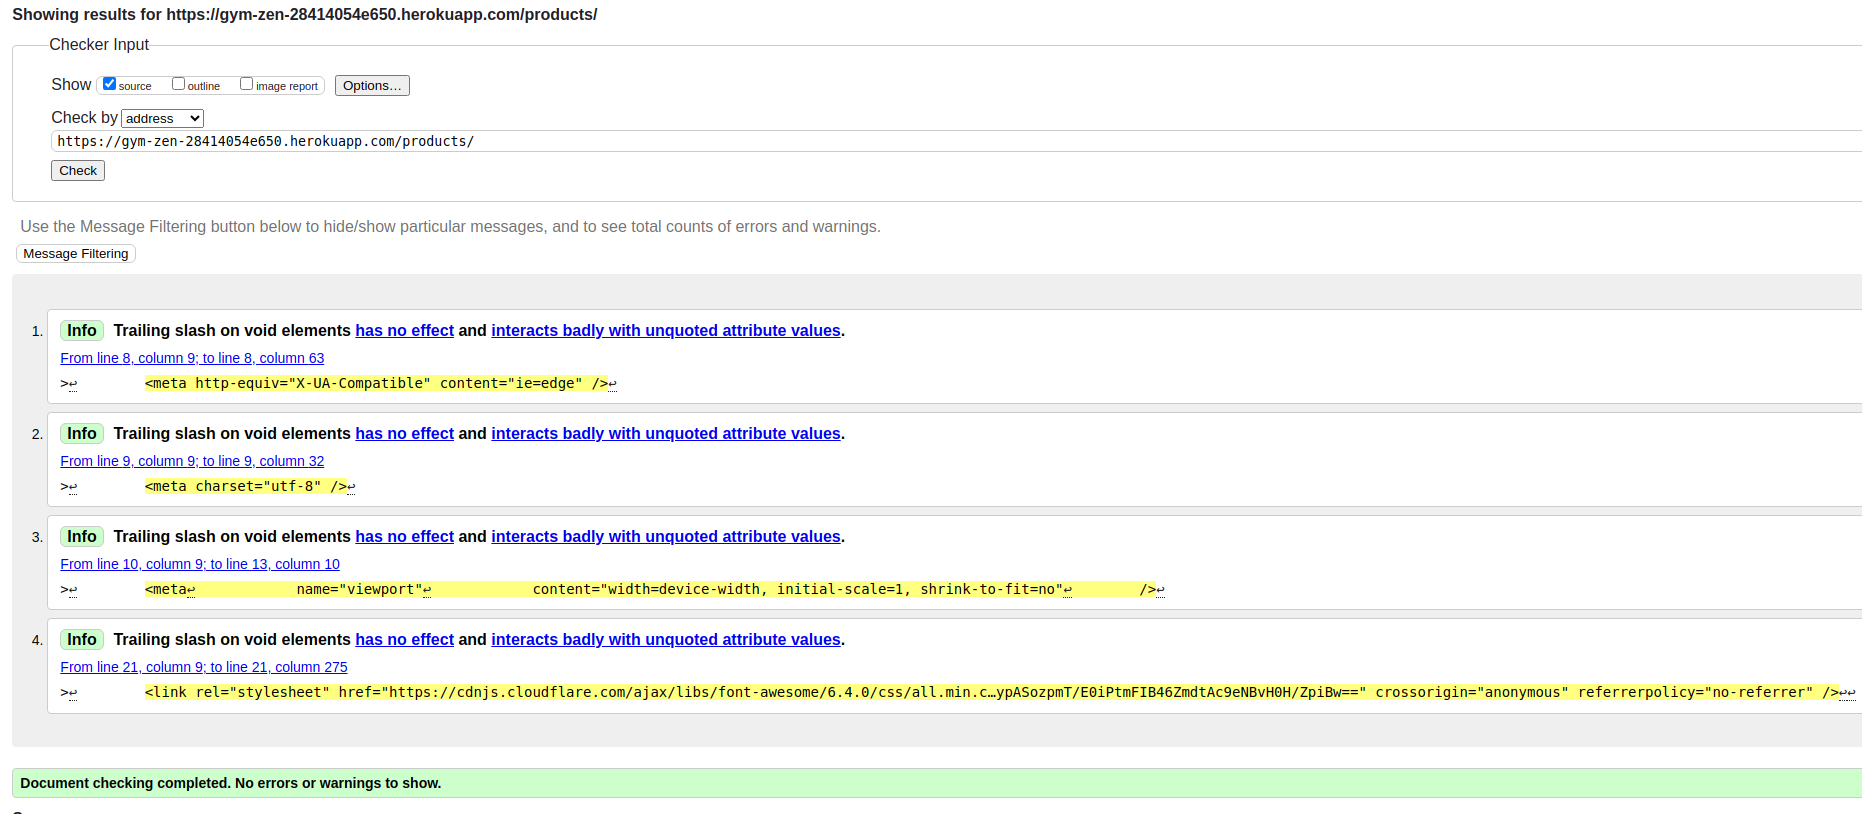 Showing results for https://gym-zen-28414054e650.herokuapp.com/products/
Checker Input
Show source outline image report Options…
Check by address
https://gym-zen-28414054e650.herokuapp.com/products/
Check
Use the Message Filtering button below to hide/show particular messages, and to see total counts of errors and warnings.
Message Filtering
1. Info Trailing slash on void elements has no effect and interacts badly with unquoted attribute values.
From line 8, column 9; to line 8, column 63
>↩ <meta http-equiv="X-UA-Compatible" content="ie=edge" />↩
2. Info Trailing slash on void elements has no effect and interacts badly with unquoted attribute values.
From line 9, column 9; to line 9, column 32
>↩ <meta charset="utf-8" />↩
3. Info Trailing slash on void elements has no effect and interacts badly with unquoted attribute values.
From line 10, column 9; to line 13, column 10
>↩ <meta↩ name="viewport"↩ content="width=device-width, initial-scale=1, shrink-to-fit=no"↩ />↩
4. Info Trailing slash on void elements has no effect and interacts badly with unquoted attribute values.
From line 21, column 9; to line 21, column 275
>↩ <link rel="stylesheet" href="https://cdnjs.cloudflare.com/ajax/libs/font-awesome/6.4.0/css/all.min.c…ypASozpmT/E0iPtmFIB46ZmdtAc9eNBvH0H/ZpiBw==" crossorigin="anonymous" referrerpolicy="no-referrer" />↩↩
Document checking completed. No errors or warnings to show.